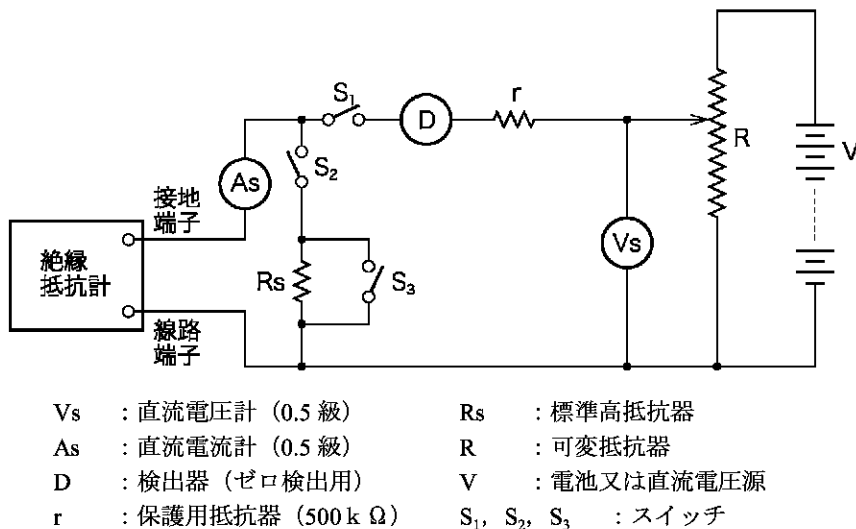 S₁
r
D
R
V
As
S₂
接地
端子
Vs
絶縁
抵抗計
Rs
S₃
線路
端子
Vs : 直流電圧計（0.5 級） Rs : 標準高抵抗器
As : 直流電流計（0.5 級） R : 可変抵抗器
D : 検出器（ゼロ検出用） V : 電池又は直流電圧源
r : 保護用抵抗器（500 k Ω） S₁, S₂, S₃ : スイッチ